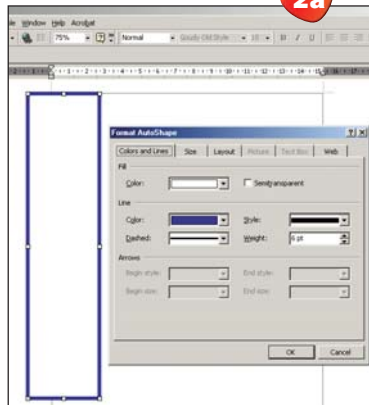 2a
Window Help Acrobat
75% Normal Goudy Old Style 10 B I U
Format AutoShape
Colors and Lines Size Layout Picture Text Box Web
Fill
Color: Semitransparent
Line
Color: Style:
Dashed: Weight: 6 pt
Arrows
Begin style: End style:
Begin size: End size:
OK Cancel